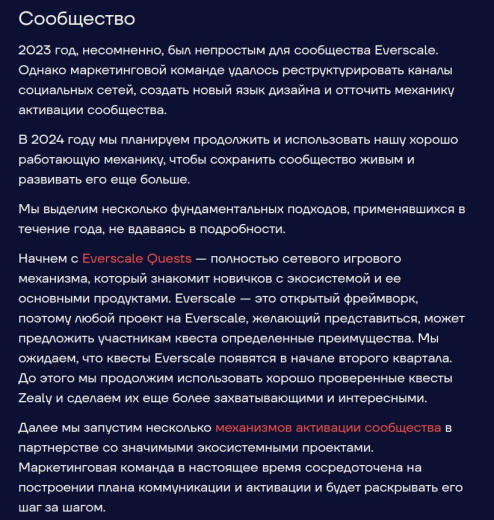 Сообщество
2023 год, несомненно, был непростым для сообщества Everscale.
Однако маркетинговой команде удалось реструктурировать каналы
социальных сетей, создать новый язык дизайна и отточить механику
активации сообщества.
В 2024 году мы планируем продолжить и использовать нашу хорошо
работающую механику, чтобы сохранить сообщество живым и
развивать его еще больше.
Мы выделим несколько фундаментальных подходов, применявшихся в
течение года, не вдаваясь в подробности.
Начнем с Everscale Quests — полностью сетевого игрового
механизма, который знакомит новичков с экосистемой и ее
основными продуктами. Everscale — это открытый фреймворк,
поэтому любой проект на Everscale, желающий представиться, может
предложить участникам квеста определенные преимущества. Мы
ожидаем, что квесты Everscale появятся в начале второго квартала.
До этого мы продолжим использовать хорошо проверенные квесты
Zealy и сделаем их еще более захватывающими и интересными.
Далее мы запустим несколько механизмов активации сообщества в
партнерстве со значимыми экосистемными проектами.
Маркетинговая команда в настоящее время сосредоточена на
построении плана коммуникации и активации и будет раскрывать его
шаг за шагом.